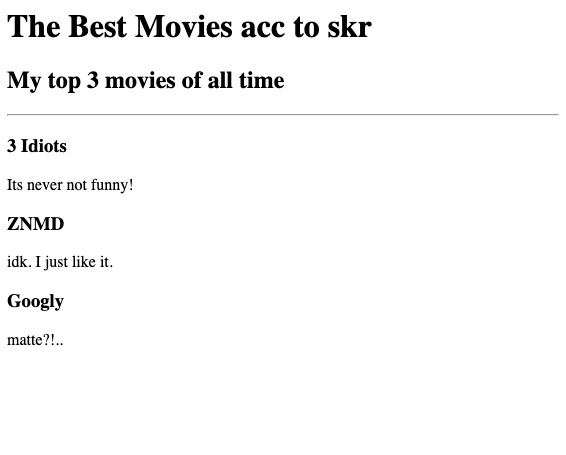 The Best Movies acc to skr
My top 3 movies of all time
3 Idiots
Its never not funny!
ZNMD
idk. I just like it.
Googly
matte?!..